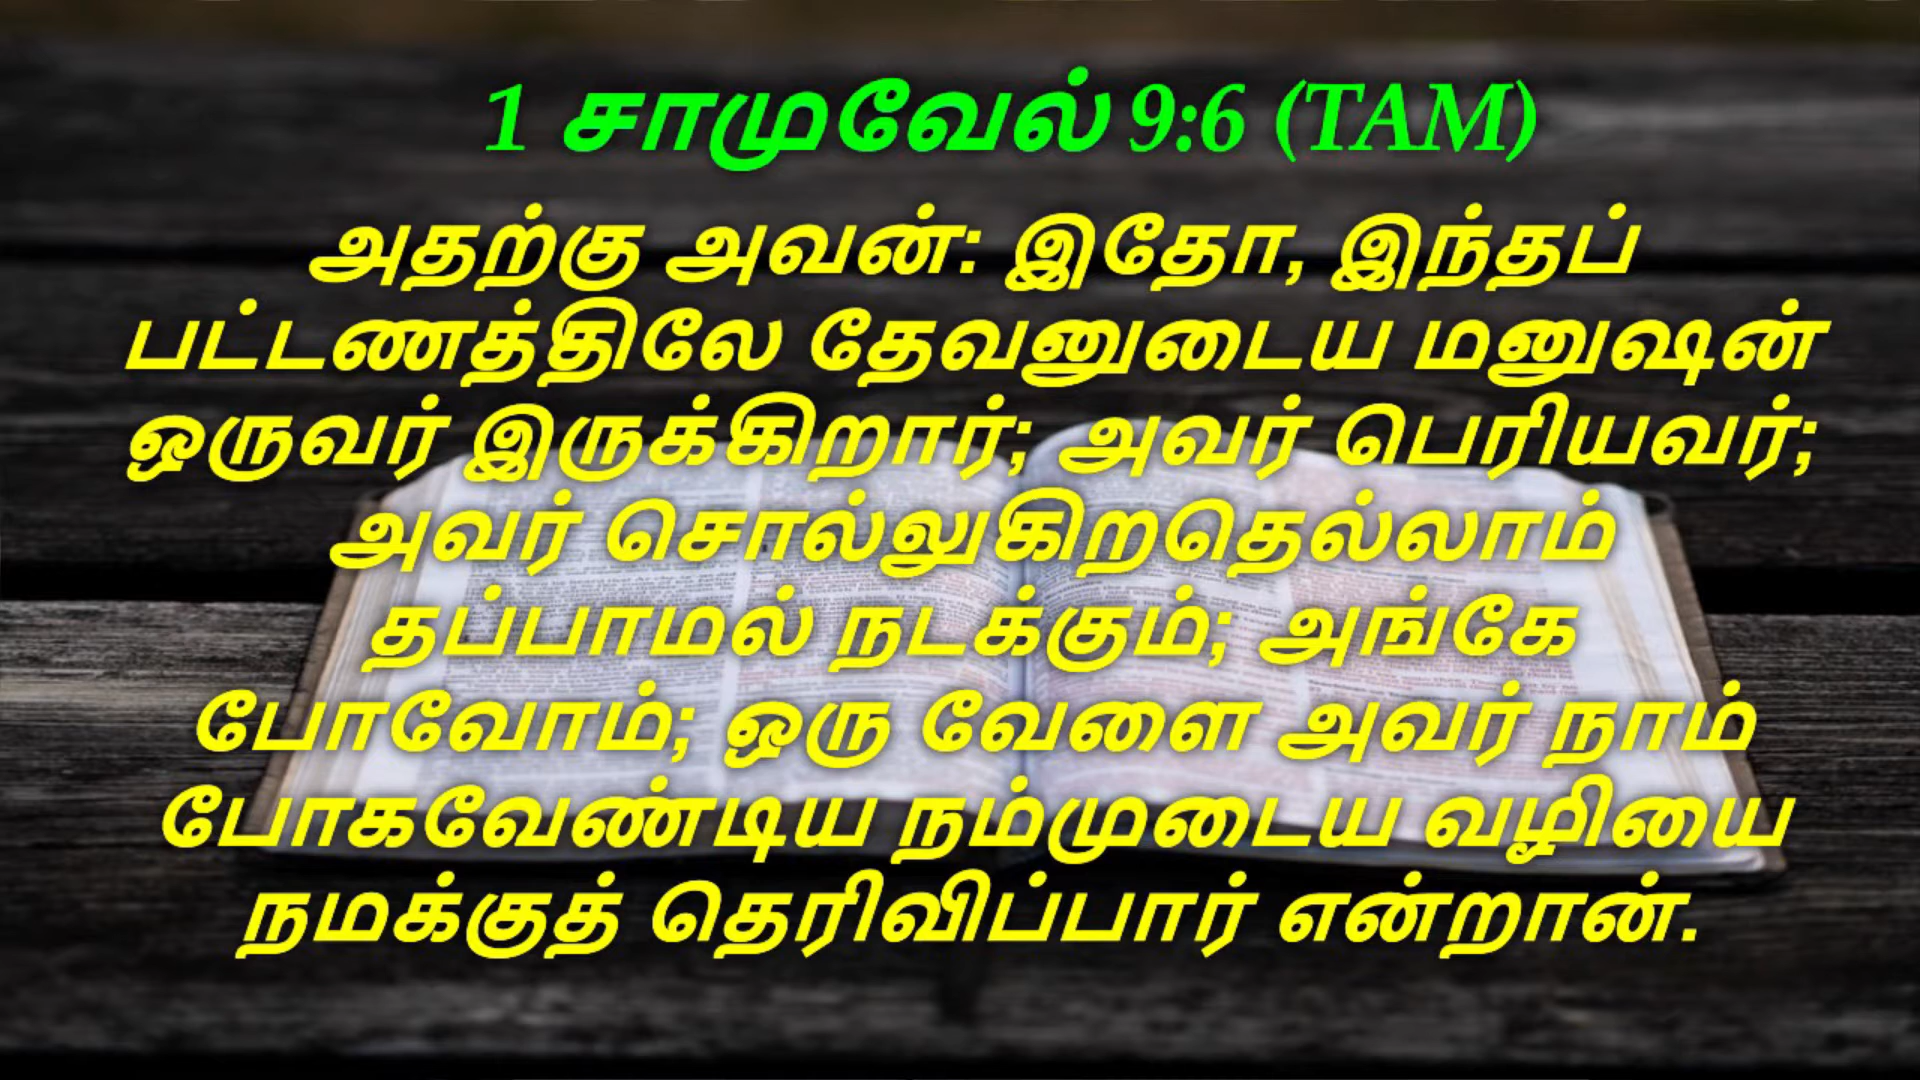 1 சாமுவேல் 9:6 (TAM)
அதற்கு அவன்: இதோ, இந்தப்
பட்டணத்திலே தேவனுடைய மனுஷன்
ஒருவர் இருக்கிறார்; அவர் பெரியவர்;
அவர் சொல்லுகிறதெல்லாம்
தப்பாமல் நடக்கும்; அங்கே
போவோம்; ஒரு வேளை அவர் நாம்
போகவேண்டிய நம்முடைய வழியை
நமக்குத் தெரிவிப்பார் என்றான்.